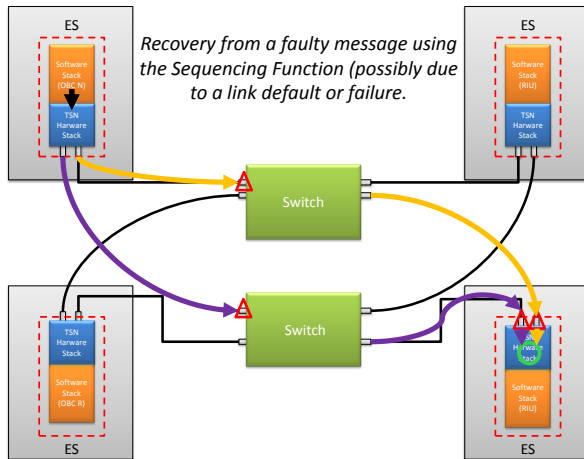 ES
Software
Stack
(OBC N)
TSN
Harware
Stack
Recovery from a faulty message using
the Sequencing Function (possibly due
to a link default or failure.
ES
Software
Stack
(RIU)
TSN
Harware
Stack
Switch
Switch
TSN
Harware
Stack
Software
Stack
(OBC R)
ES
Harware
Stack
Software
Stack
(RIU)
ES